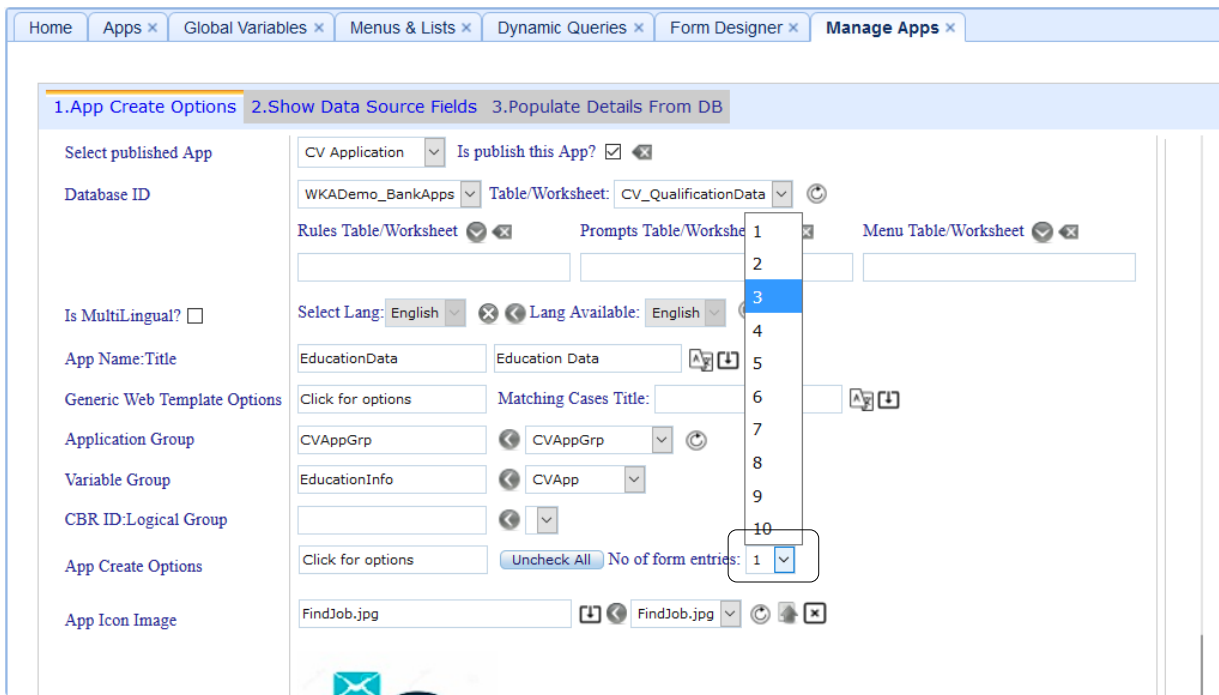 Home Apps × Global Variables × Menus & Lists × Dynamic Queries × Form Designer × Manage Apps ×
1.App Create Options 2.Show Data Source Fields 3.Populate Details From DB
Select published App CV Application Is publish this App?
Database ID WKADemo_BankApps Table/Worksheet: CV_QualificationData
Rules Table/Worksheet Prompts Table/Workshe Menu Table/Worksheet
1
2
3
4
5
6
7
8
9
10
Is MultiLingual? Select Lang: English Lang Available: English
App Name:Title EducationData Education Data
Generic Web Template Options Click for options Matching Cases Title:
Application Group CVAppGrp CVAppGrp
Variable Group EducationInfo CVApp
CBR ID:Logical Group
App Create Options Click for options Uncheck All No of form entries: 1
App Icon Image FindJob.jpg FindJob.jpg